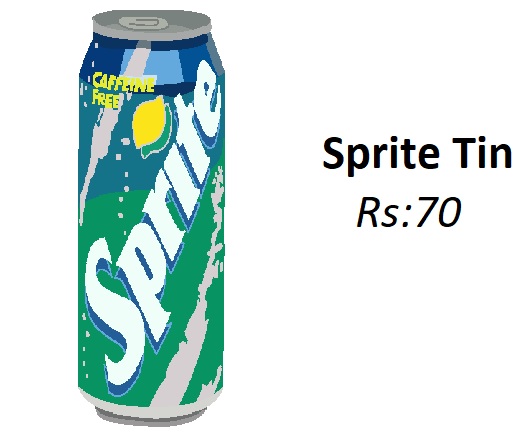 CAFFEINE
FREE
Sprite
Sprite Tin
Rs:70